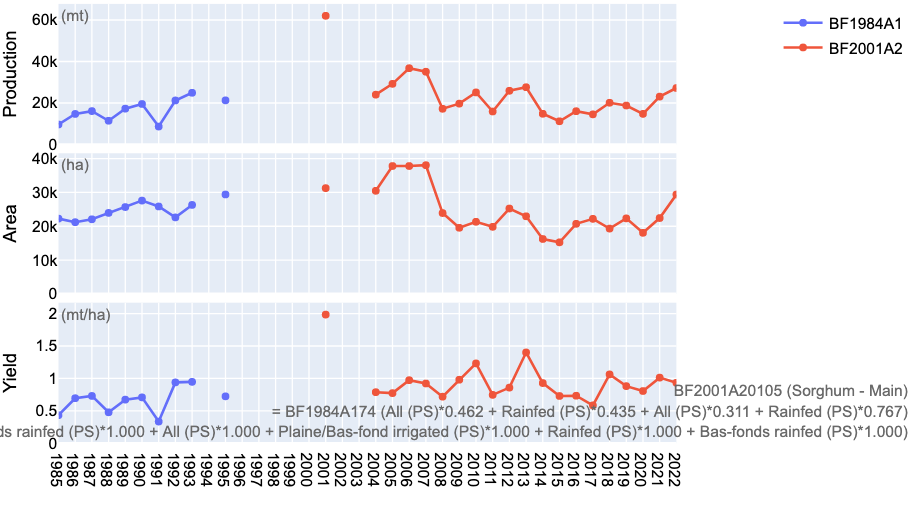 60k
(mt)
BF1984A1
BF2001A2
Production
40k
20k
0
40k
(ha)
30k
Area
20k
10k
0
2
(mt/ha)
1.5
Yield
1
BF2001A20105 (Sorghum - Main)
0.5
= BF1984A174 (All (PS)*0.462 + Rainfed (PS)*0.435 + All (PS)*0.311 + Rainfed (PS)*0.767)
rainfed (PS)*1.000 + All (PS)*1.000 + Plaine/Bas-fond irrigated (PS)*1.000 + Rainfed (PS)*1.000 + Bas-fonds rainfed (PS)*1.000)
0
1985
1986
1987
1988
1989
1990
1991
1992
1993
1994
1995
1996
1997
1998
1999
2000
2001
2002
2003
2004
2005
2006
2007
2008
2009
2010
2011
2012
2013
2014
2015
2016
2017
2018
2019
2020
2021
2022